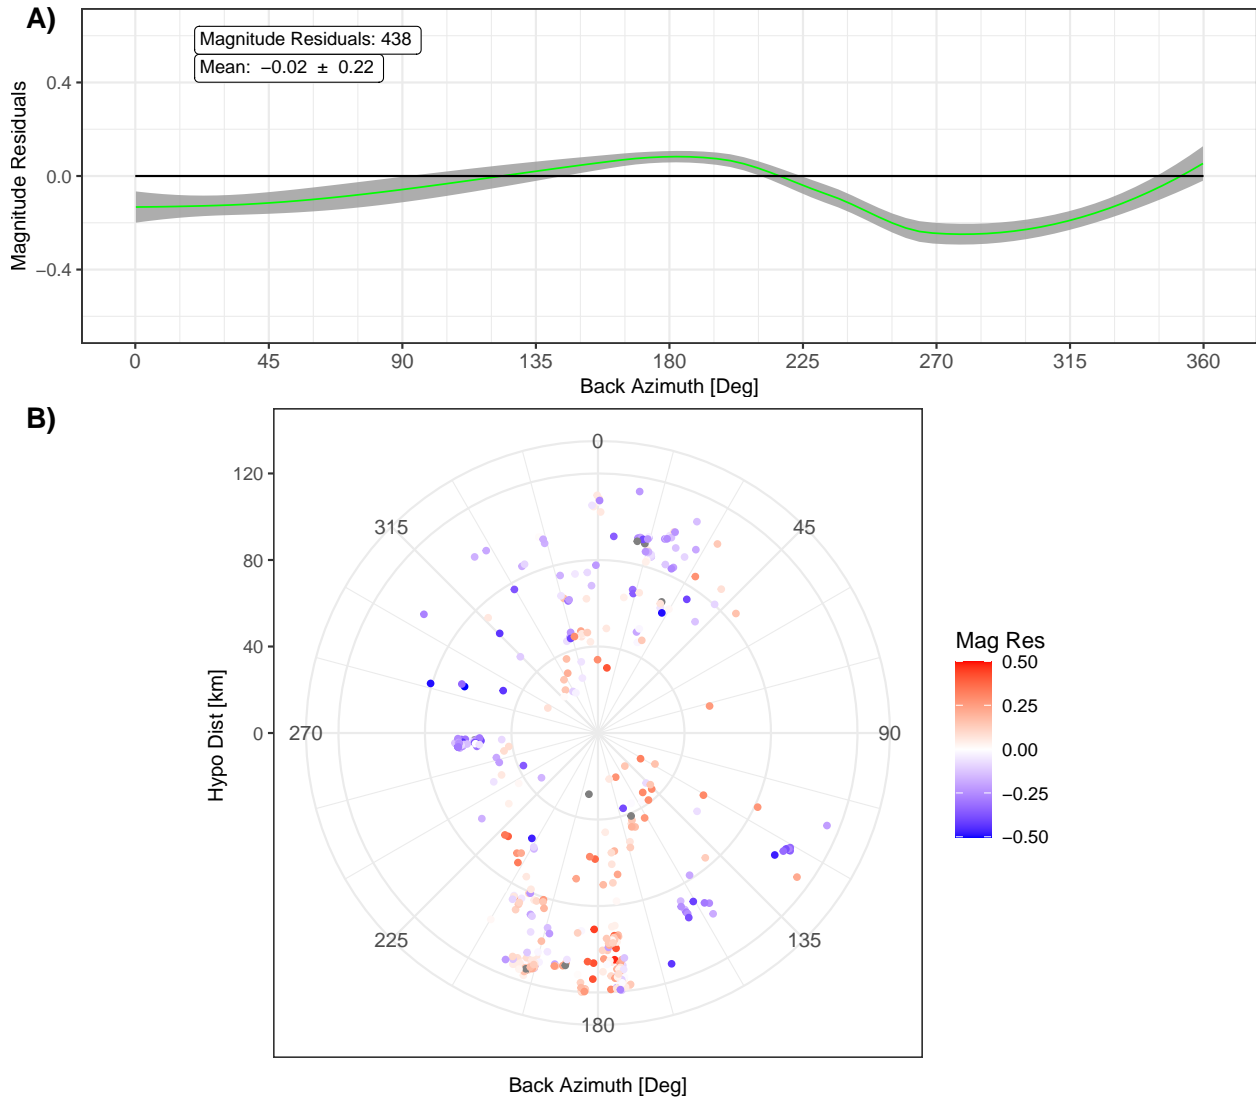 A)
Magnitude Residuals: 438
Mean:  −0.02  ±  0.22
Magnitude Residuals
0.4
0.0
−0.4
0 45 90 135 180 225 270 315 360
Back Azimuth [Deg]
B)
Hypo Dist [km]
120
80
40
0
0
45
90
135
180
225
270
315
Back Azimuth [Deg]
Mag Res
0.50
0.25
0.00
−0.25
−0.50